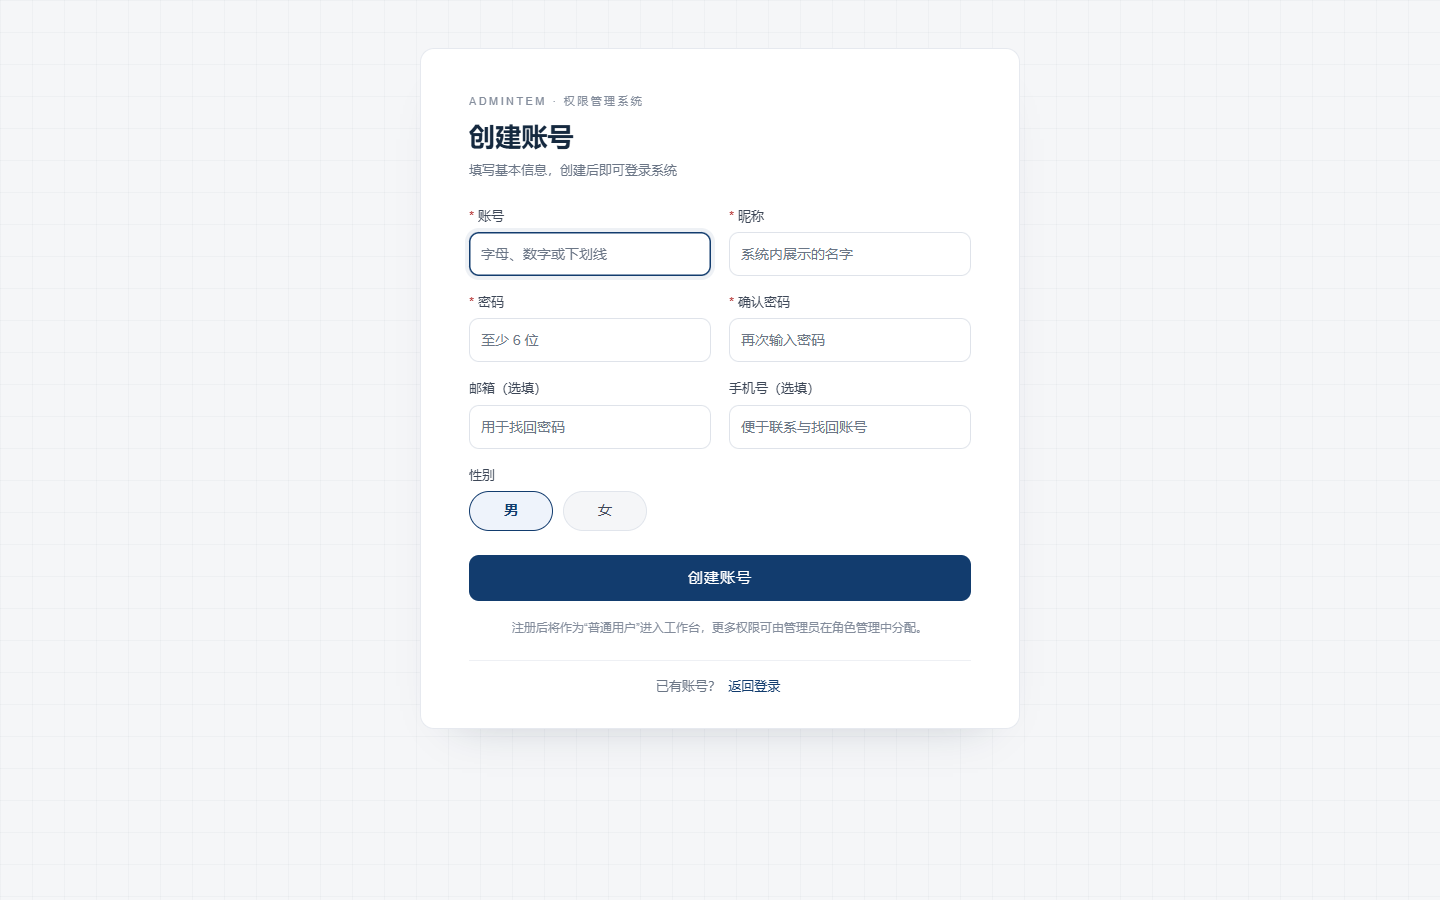 ADMINTEM · 权限管理系统
创建账号
填写基本信息，创建后即可登录系统
* 账号
* 昵称
字母、数字或下划线
系统内展示的名字
* 密码
* 确认密码
至少 6 位
再次输入密码
邮箱（选填）
手机号（选填）
用于找回密码
便于联系与找回账号
性别
男
女
创建账号
注册后将作为“普通用户”进入工作台，更多权限可由管理员在角色管理中分配。
已有账号？ 返回登录